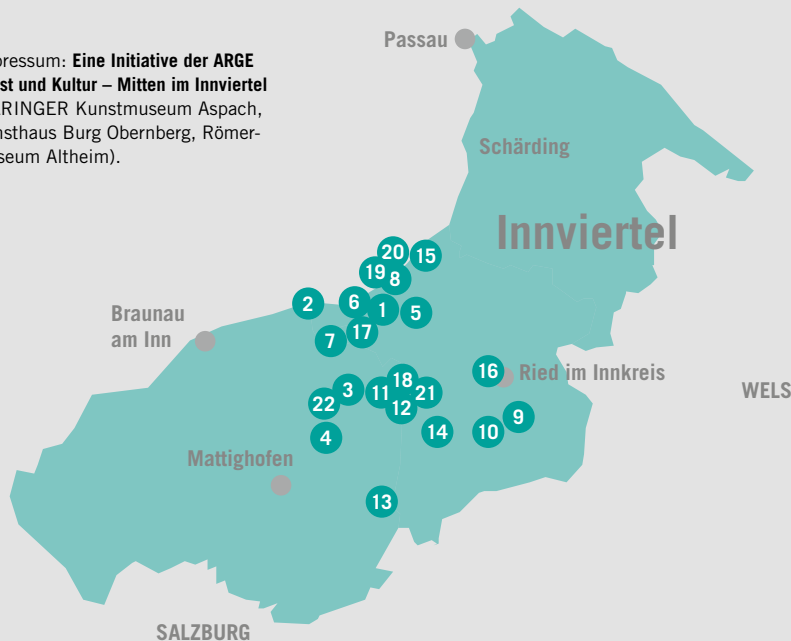 pressum: Eine Initiative der ARGE
st und Kultur – Mitten im Innviertel
RINGER Kunstmuseum Aspach,
nsthaus Burg Obernberg, Römer-
seum Altheim).
Passau
Schärding
Innviertel
20
15
19
8
2
6
1
5
Braunau
am Inn
17
7
16
Ried im Innkreis
18
3
11
21
WELS
22
12
9
4
14
10
Mattighofen
13
SALZBURG